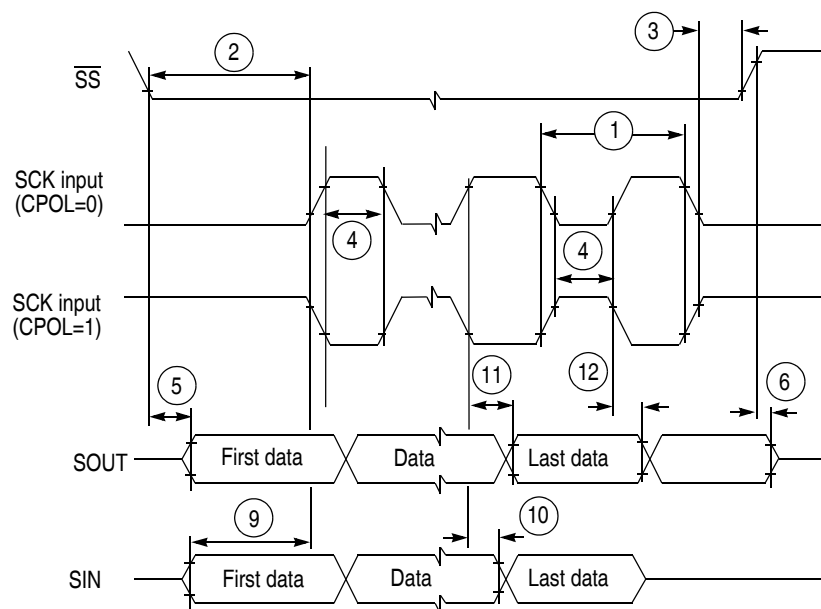 2
3
SS
1
SCK input
(CPOL=0)
4
4
SCK input
(CPOL=1)
5
11
12
6
SOUT
First data
Data
Last data
9
10
SIN
First data
Data
Last data